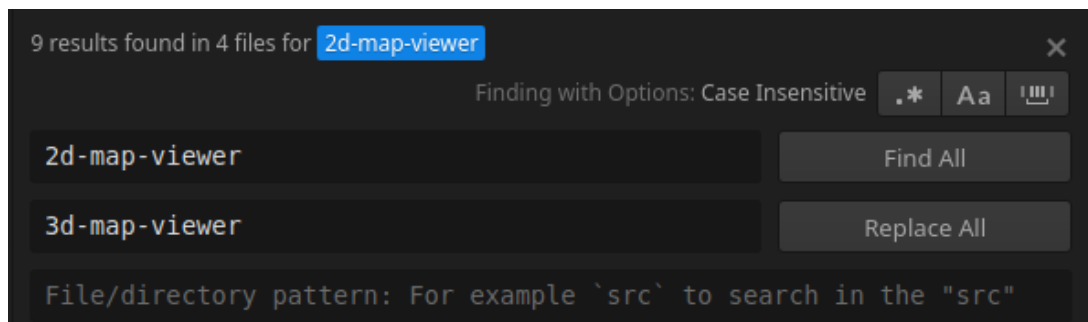 9 results found in 4 files for 2d-map-viewer
Finding with Options: Case Insensitive .* Aa
2d-map-viewer Find All
3d-map-viewer Replace All
File/directory pattern: For example `src` to search in the "src"